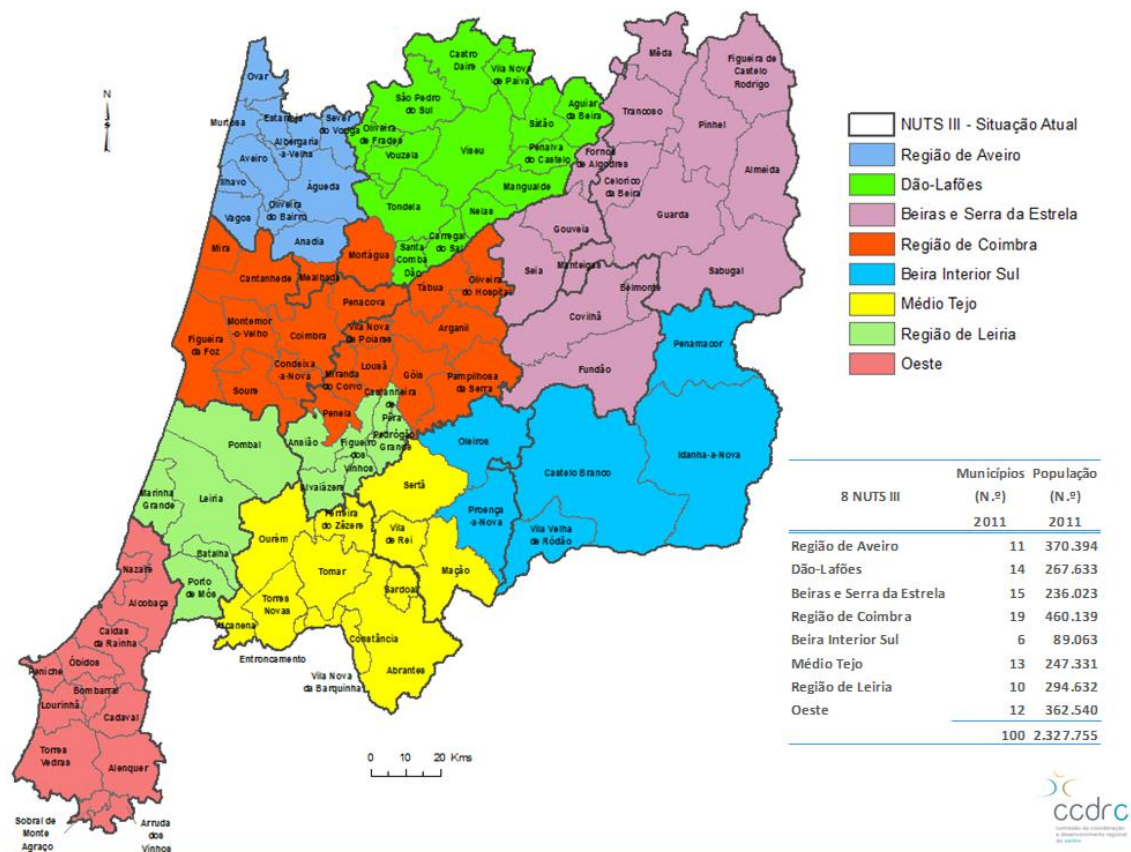 N
Ovar
Murtosa
Estarreja
Sever
do Vouga
Albergaria
-a-Velha
Aveiro
Ílhavo
Águeda
Oliveira
do Bairro
Vagos
Anadia
Castro
Daire
Vila Nova
de Paiva
São Pedro
do Sul
Aguiar
da Beira
Oliveira
de Frades
Sátão
Vouzela
Viseu
Penalva
do Castelo
Mangualde
Tondela
Nelas
Carregal
do Sal
Santa
Comba
Dão
Mêda
Figueira de
Castelo
Rodrigo
Trancoso
Pinhel
Fornos
de Algodres
Celorico
da Beira
Almeida
Guarda
Gouveia
Seia
Manteigas
Sabugal
Belmonte
Covilhã
Fundão
Mira
Cantanhede
Mealhada
Mortágua
Penacova
Tábua
Oliveira
do Hospital
Montemor
-o-Velho
Coimbra
Vila Nova
de Poiares
Arganil
Figueira
da Foz
Condeixa
-a-Nova
Miranda
do Corvo
Lousã
Góis
Pampilhosa
da Serra
Soure
Penela
Castanheira
de
Pêra
Pombal
Ansião
Figueiró
dos
Vinhos
Pedrógão
Grande
Marinha
Grande
Leiria
Alvaiázere
Batalha
Porto
de Mós
Penamacor
Oleiros
Castelo Branco
Idanha-a-Nova
Proença
-a-Nova
Vila Velha
de Ródão
Sertã
Ferreira
do Zêzere
Ourém
Vila
de Rei
Tomar
Mação
Sardoal
Torres
Novas
Alcanena
Constância
Entroncamento
Abrantes
Vila Nova
da Barquinha
Nazaré
Alcobaça
Caldas
da Rainha
Óbidos
Peniche
Bombarral
Lourinhã
Cadaval
Torres
Vedras
Alenquer
Sobral de
Monte
Agraço
Arruda
dos
Vinhos
0 10 20 Kms
NUTS III - Situação Atual
Região de Aveiro
Dão-Lafões
Beiras e Serra da Estrela
Região de Coimbra
Beira Interior Sul
Médio Tejo
Região de Leiria
Oeste
Municípios População
8 NUTS III (N.º) (N.º)
2011 2011
Região de Aveiro 11 370.394
Dão-Lafões 14 267.633
Beiras e Serra da Estrela 15 236.023
Região de Coimbra 19 460.139
Beira Interior Sul 6 89.063
Médio Tejo 13 247.331
Região de Leiria 10 294.632
Oeste 12 362.540
100 2.327.755
ccdrc
comissão de coordenação
e desenvolvimento regional
do centro